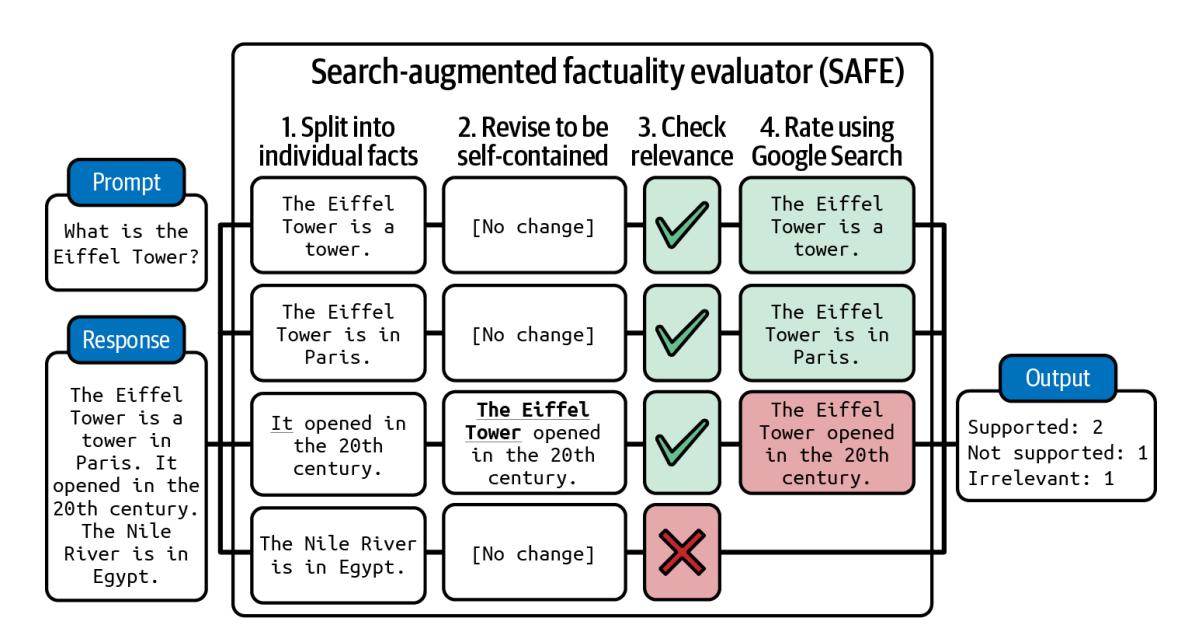 Search-augmented factuality evaluator (SAFE)
1. Split into
individual facts
2. Revise to be
self-contained
3. Check
relevance
4. Rate using
Google Search
Prompt
What is the
Eiffel Tower?
Response
The Eiffel
Tower is a
tower in
Paris. It
opened in the
20th century.
The Nile
River is in
Egypt.
The Eiffel
Tower is a
tower.
[No change]
The Eiffel
Tower is a
tower.
The Eiffel
Tower is in
Paris.
[No change]
The Eiffel
Tower is in
Paris.
It opened in
the 20th
century.
The Eiffel
Tower opened
in the 20th
century.
The Eiffel
Tower opened
in the 20th
century.
The Nile River
is in Egypt.
[No change]
Output
Supported: 2
Not supported: 1
Irrelevant: 1